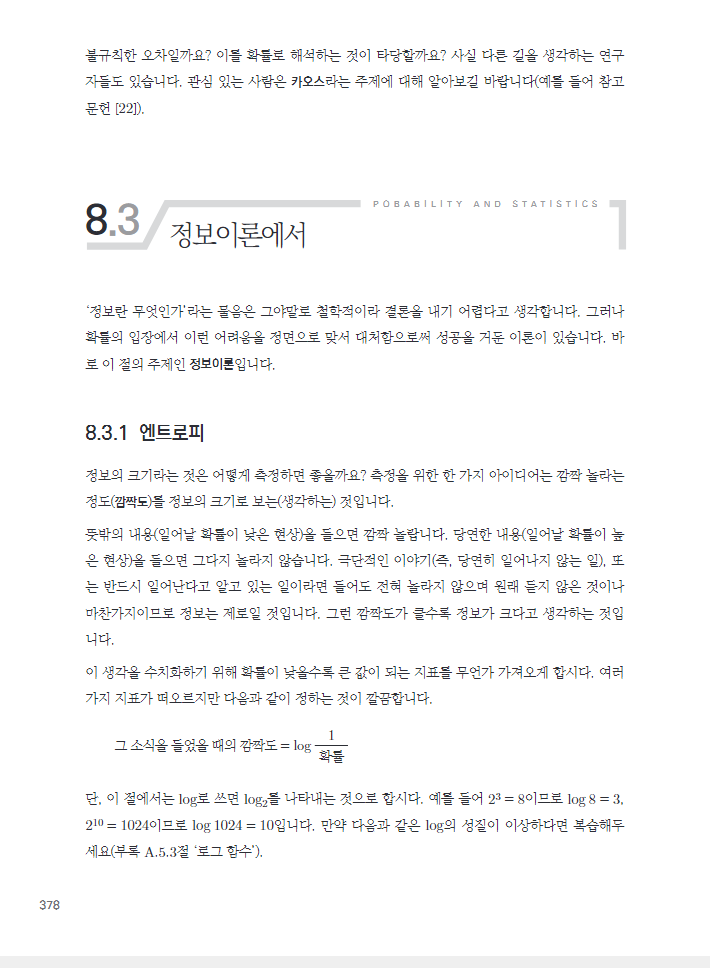 불규칙한 오차일까요? 이를 확률로 해석하는 것이 타당할까요? 사실 다른 길을 생각하는 연구
자들도 있습니다. 관심 있는 사람은 카오스라는 주제에 대해 알아보길 바랍니다(예를 들어 참고
문헌 [22]).
POBABILITY AND STATISTICS
8.3 정보이론에서
‘정보란 무엇인가’라는 물음은 그야말로 철학적이라 결론을 내기 어렵다고 생각합니다. 그러나
확률의 입장에서 이런 어려움을 정면으로 맞서 대처함으로써 성공을 거둔 이론이 있습니다. 바
로 이 절의 주제인 정보이론입니다.
8.3.1 엔트로피
정보의 크기라는 것은 어떻게 측정하면 좋을까요? 측정을 위한 한 가지 아이디어는 깜짝 놀라는
정도(깜짝도)를 정보의 크기로 보는(생각하는) 것입니다.
뜻밖의 내용(일어날 확률이 낮은 현상)을 들으면 깜짝 놀랍니다. 당연한 내용(일어날 확률이 높
은 현상)을 들으면 그다지 놀라지 않습니다. 극단적인 이야기(즉, 당연히 일어나지 않는 일), 또
는 반드시 일어난다고 알고 있는 일이라면 들어도 전혀 놀라지 않으며 원래 듣지 않은 것이나
마찬가지이므로 정보는 제로일 것입니다. 그런 깜짝도가 클수록 정보가 크다고 생각하는 것입
니다.
이 생각을 수치화하기 위해 확률이 낮을수록 큰 값이 되는 지표를 무언가 가져오게 합시다. 여러
가지 지표가 떠오르지만 다음과 같이 정하는 것이 깔끔합니다.
그 소식을 들었을 때의 깜짝도 = log 1/확률
단, 이 절에서는 log로 쓰면 log₂를 나타내는 것으로 합시다. 예를 들어 2³ = 8이므로 log 8 = 3,
2¹⁰ = 1024이므로 log 1024 = 10입니다. 만약 다음과 같은 log의 성질이 이상하다면 복습해두
세요(부록 A.5.3절 ‘로그 함수’).
378